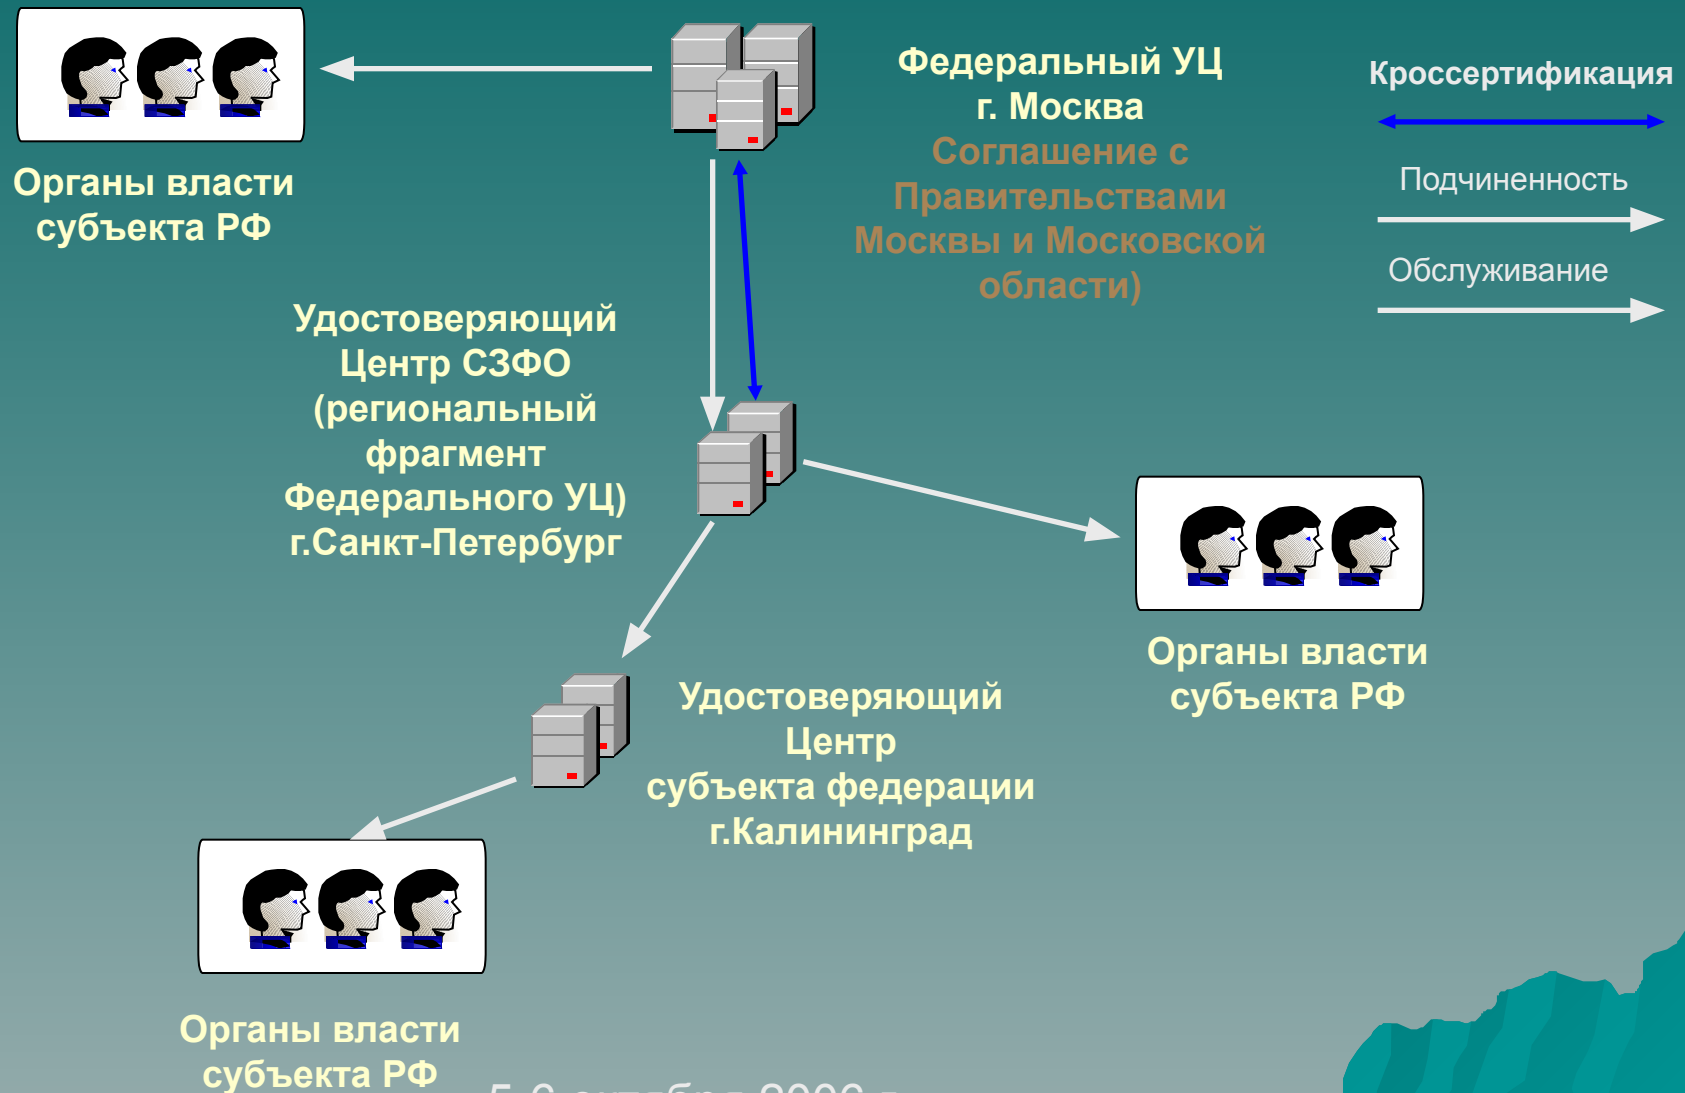 Органы власти
субъекта РФ
Федеральный УЦ
г. Москва
Соглашение с
Правительствами
Москвы и Московской
области)
Кроссертификация
Подчиненность
Обслуживание
Удостоверяющий
Центр СЗФО
(региональный
фрагмент
Федерального УЦ)
г.Санкт-Петербург
Органы власти
субъекта РФ
Удостоверяющий
Центр
субъекта федерации
г.Калининград
Органы власти
субъекта РФ
октября